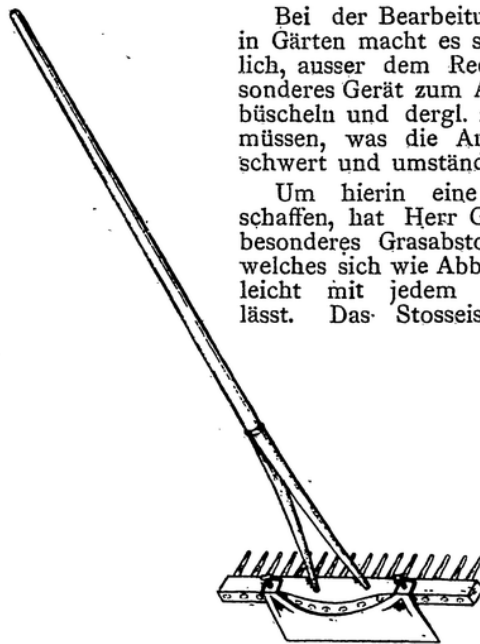 Bei der Bearbeitu
in Gärten macht es s
lich, ausser dem Re
sonderes Gerät zum A
büscheln und dergl.
müssen, was die A
schwert und umständ
Um hierin eine
schaffen, hat Herr G
besonderes Grasabsto
welches sich wie Abb
leicht mit jedem
lässt. Das Stosseis